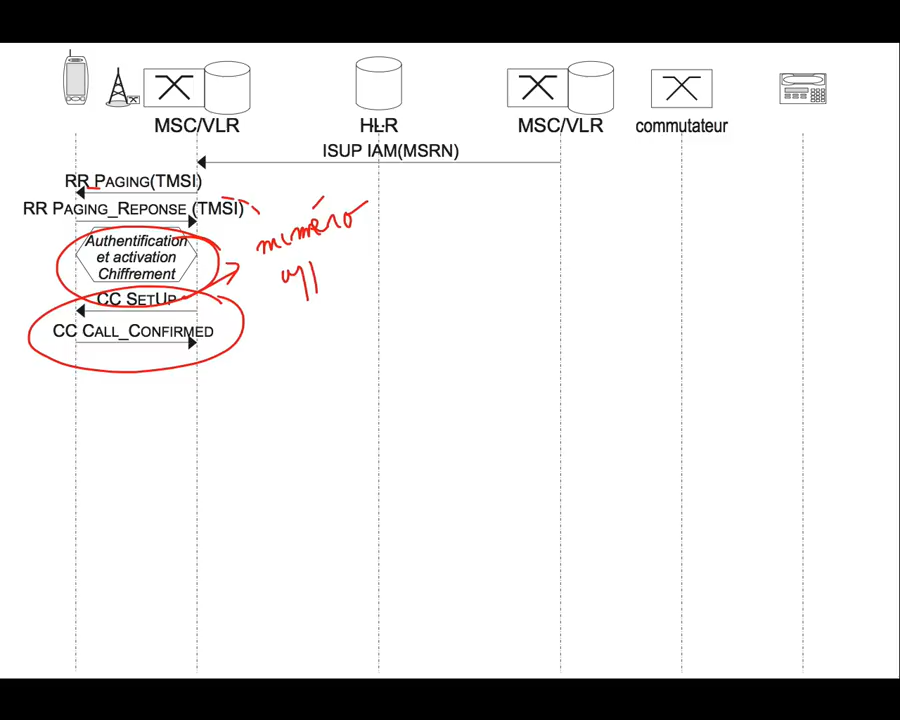 MSC/VLR HLR MSC/VLR commutateur
ISUP IAM(MSRN)
RR PAGING(TMSI)
RR PAGING_REPONSE (TMSI)
numéro
Authentification
et activation
Chiffrement
CC SETUP
CC CALL_CONFIRMED